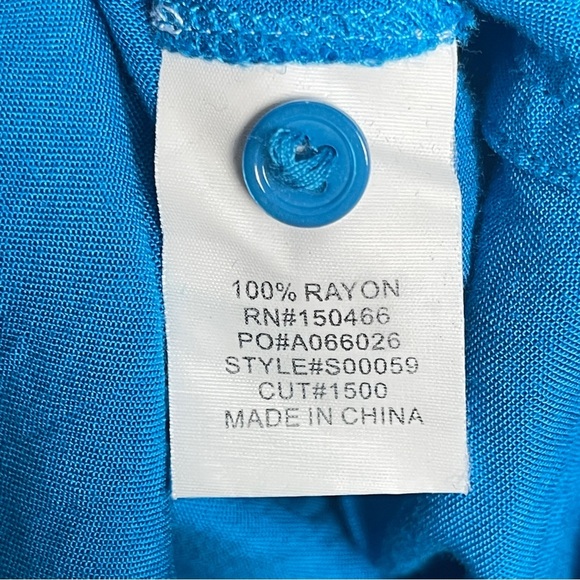 100% RAYON
RN#150466
PO#A066026
STYLE#S00059
CUT#1500
MADE IN CHINA